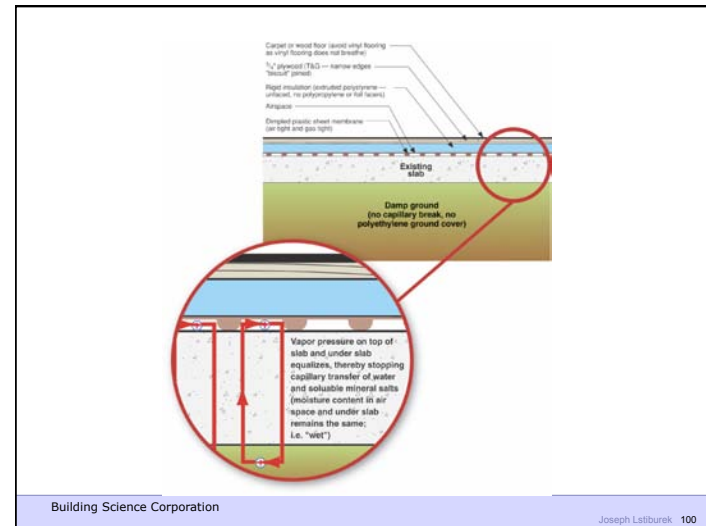 Carpet or wood floor (avoid vinyl flooring
as vinyl flooring does not breathe)
3/4" plywood (T&G — narrow edges
"biscuit" joined)
Rigid insulation (extruded polystyrene —
unfaced, no polypropylene or foil facers)
Airspace
Dimpled plastic sheet membrane
(air tight and gas tight)
Existing
slab
Damp ground
(no capillary break, no
polyethylene ground cover)
Vapor pressure on top of
slab and under slab
equalizes, thereby stopping
capillary transfer of water
and soluable mineral salts
(moisture content in air
space and under slab
remains the same;
i.e. "wet")
Building Science Corporation
Joseph Lstiburek 100